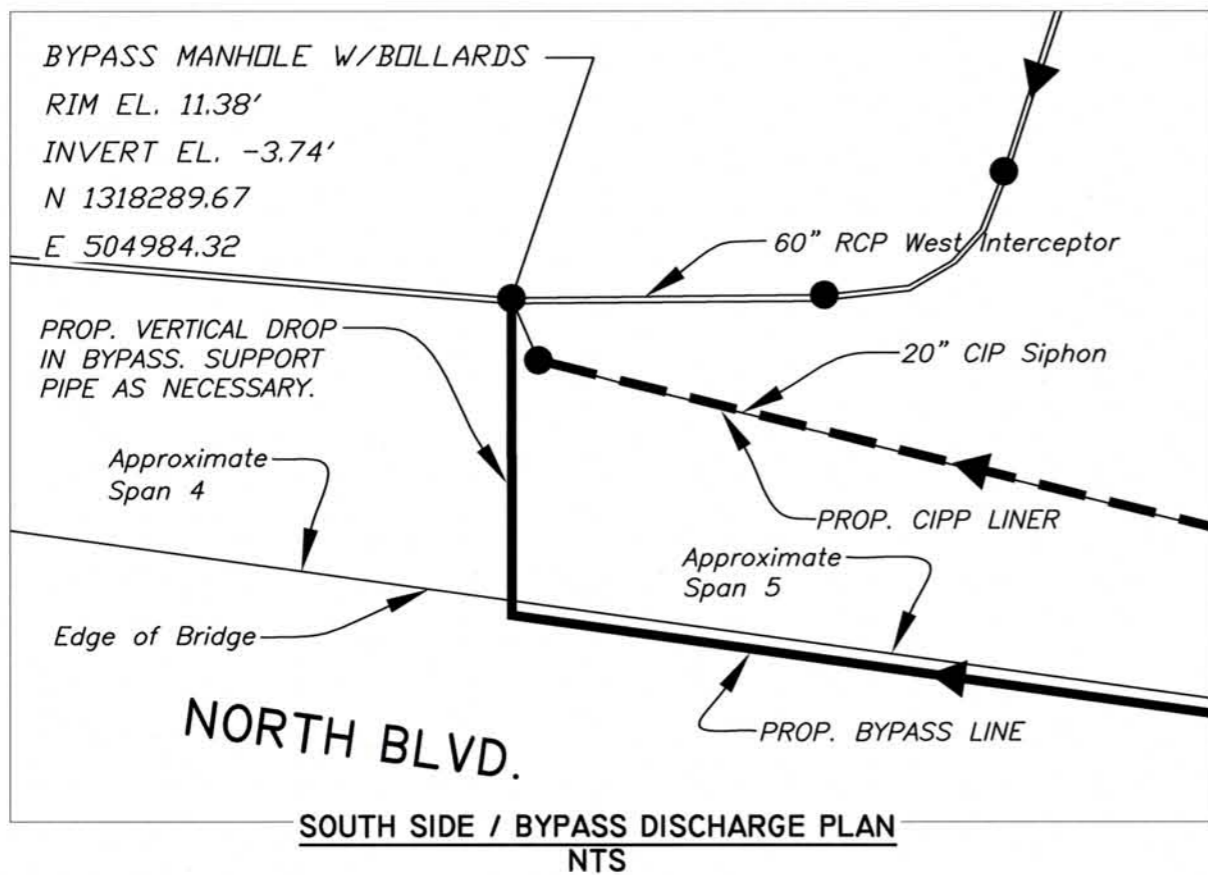 BYPASS MANHOLE W/BOLLARDS
RIM EL. 11.38'
INVERT EL. -3.74'
N 1318289.67
E 504984.32
60" RCP West Interceptor
PROP. VERTICAL DROP
IN BYPASS. SUPPORT
PIPE AS NECESSARY.
20" CIP Siphon
Approximate
Span 4
PROP. CIPP LINER
Approximate
Span 5
Edge of Bridge
PROP. BYPASS LINE
NORTH BLVD.
SOUTH SIDE / BYPASS DISCHARGE PLAN
NTS